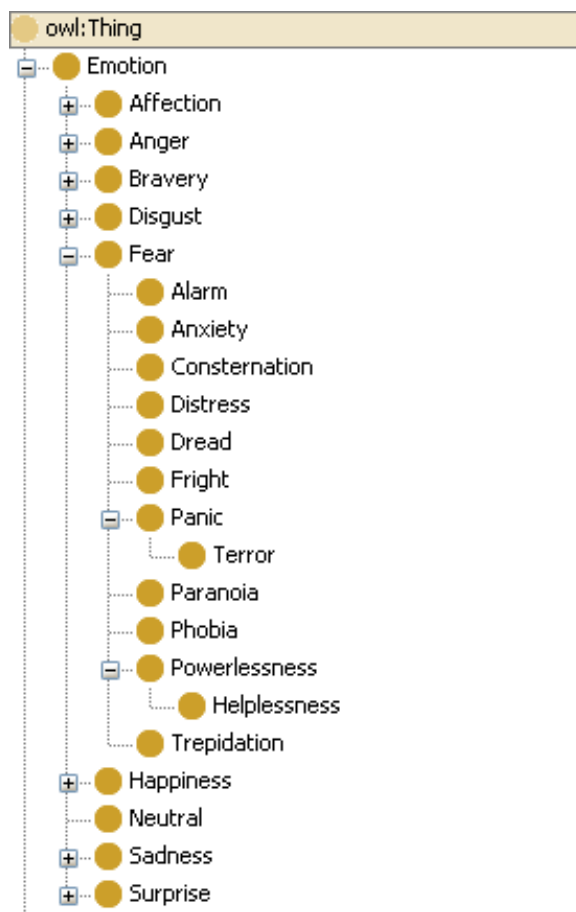 owl:Thing
Emotion
Affection
Anger
Bravery
Disgust
Fear
Alarm
Anxiety
Consternation
Distress
Dread
Fright
Panic
Terror
Paranoia
Phobia
Powerlessness
Helplessness
Trepidation
Happiness
Neutral
Sadness
Surprise